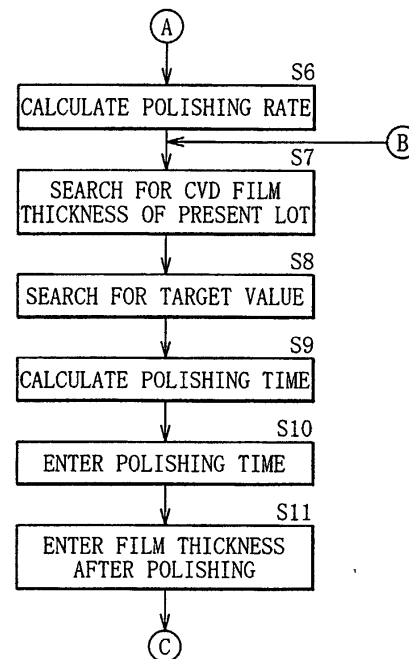 A
S6
CALCULATE POLISHING RATE
B
S7
SEARCH FOR CVD FILM
THICKNESS OF PRESENT LOT
S8
SEARCH FOR TARGET VALUE
S9
CALCULATE POLISHING TIME
S10
ENTER POLISHING TIME
S11
ENTER FILM THICKNESS
AFTER POLISHING
C